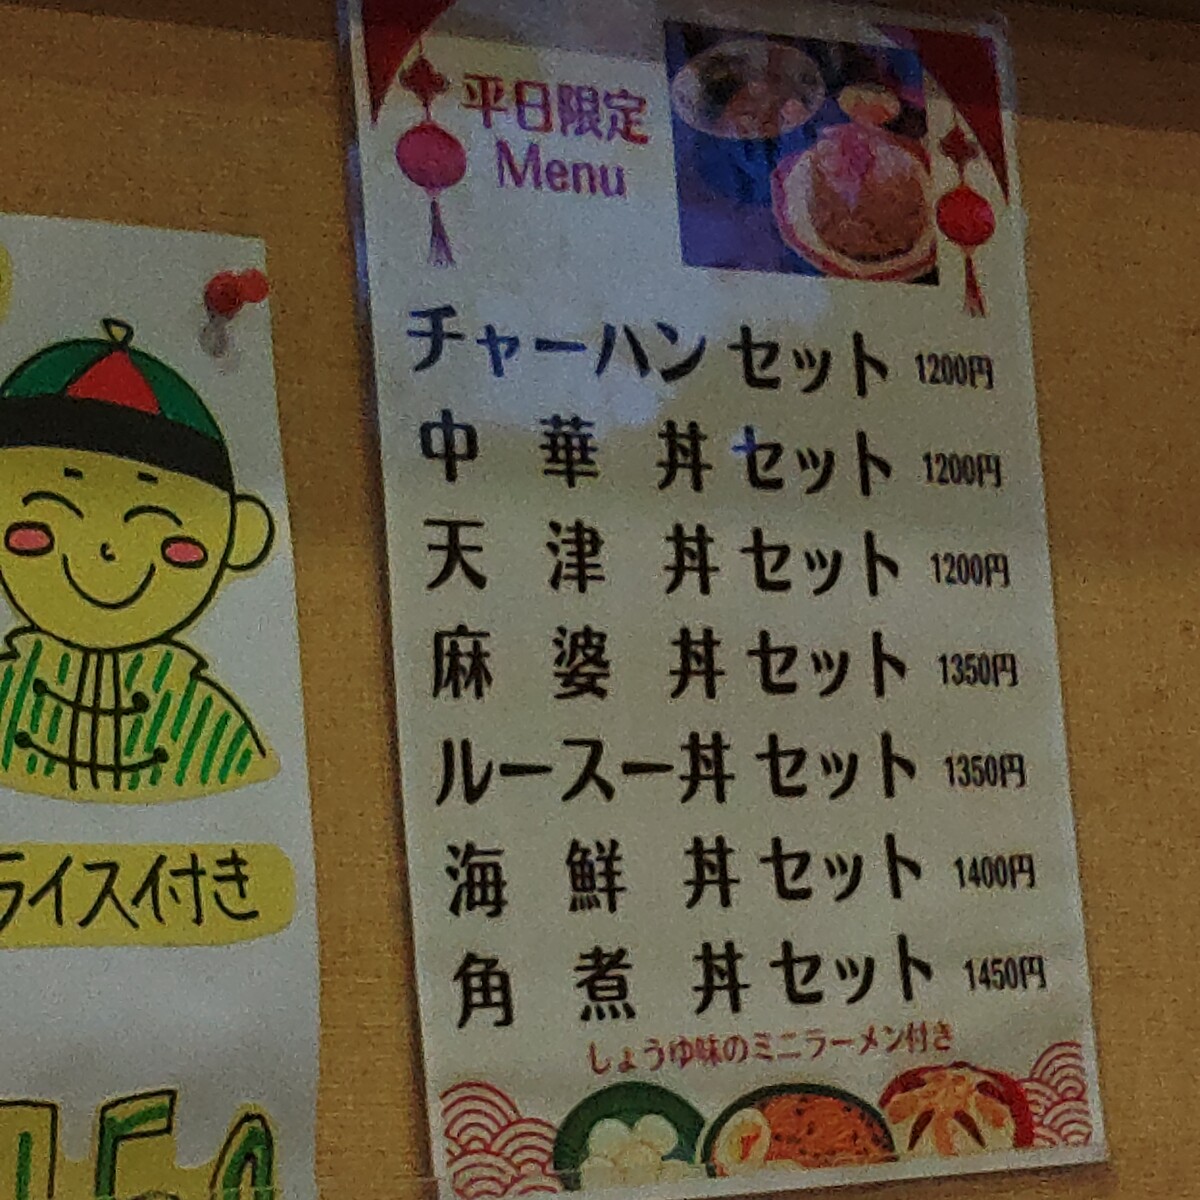 平日限定
Menu
チャーハンセット 1200円
中華丼セット 1200円
天津丼セット 1200円
麻婆丼セット 1350円
ルースー丼セット 1350円
海鮮丼セット 1400円
角煮丼セット 1450円
しょうゆ味のミニラーメン付き
ライス付き